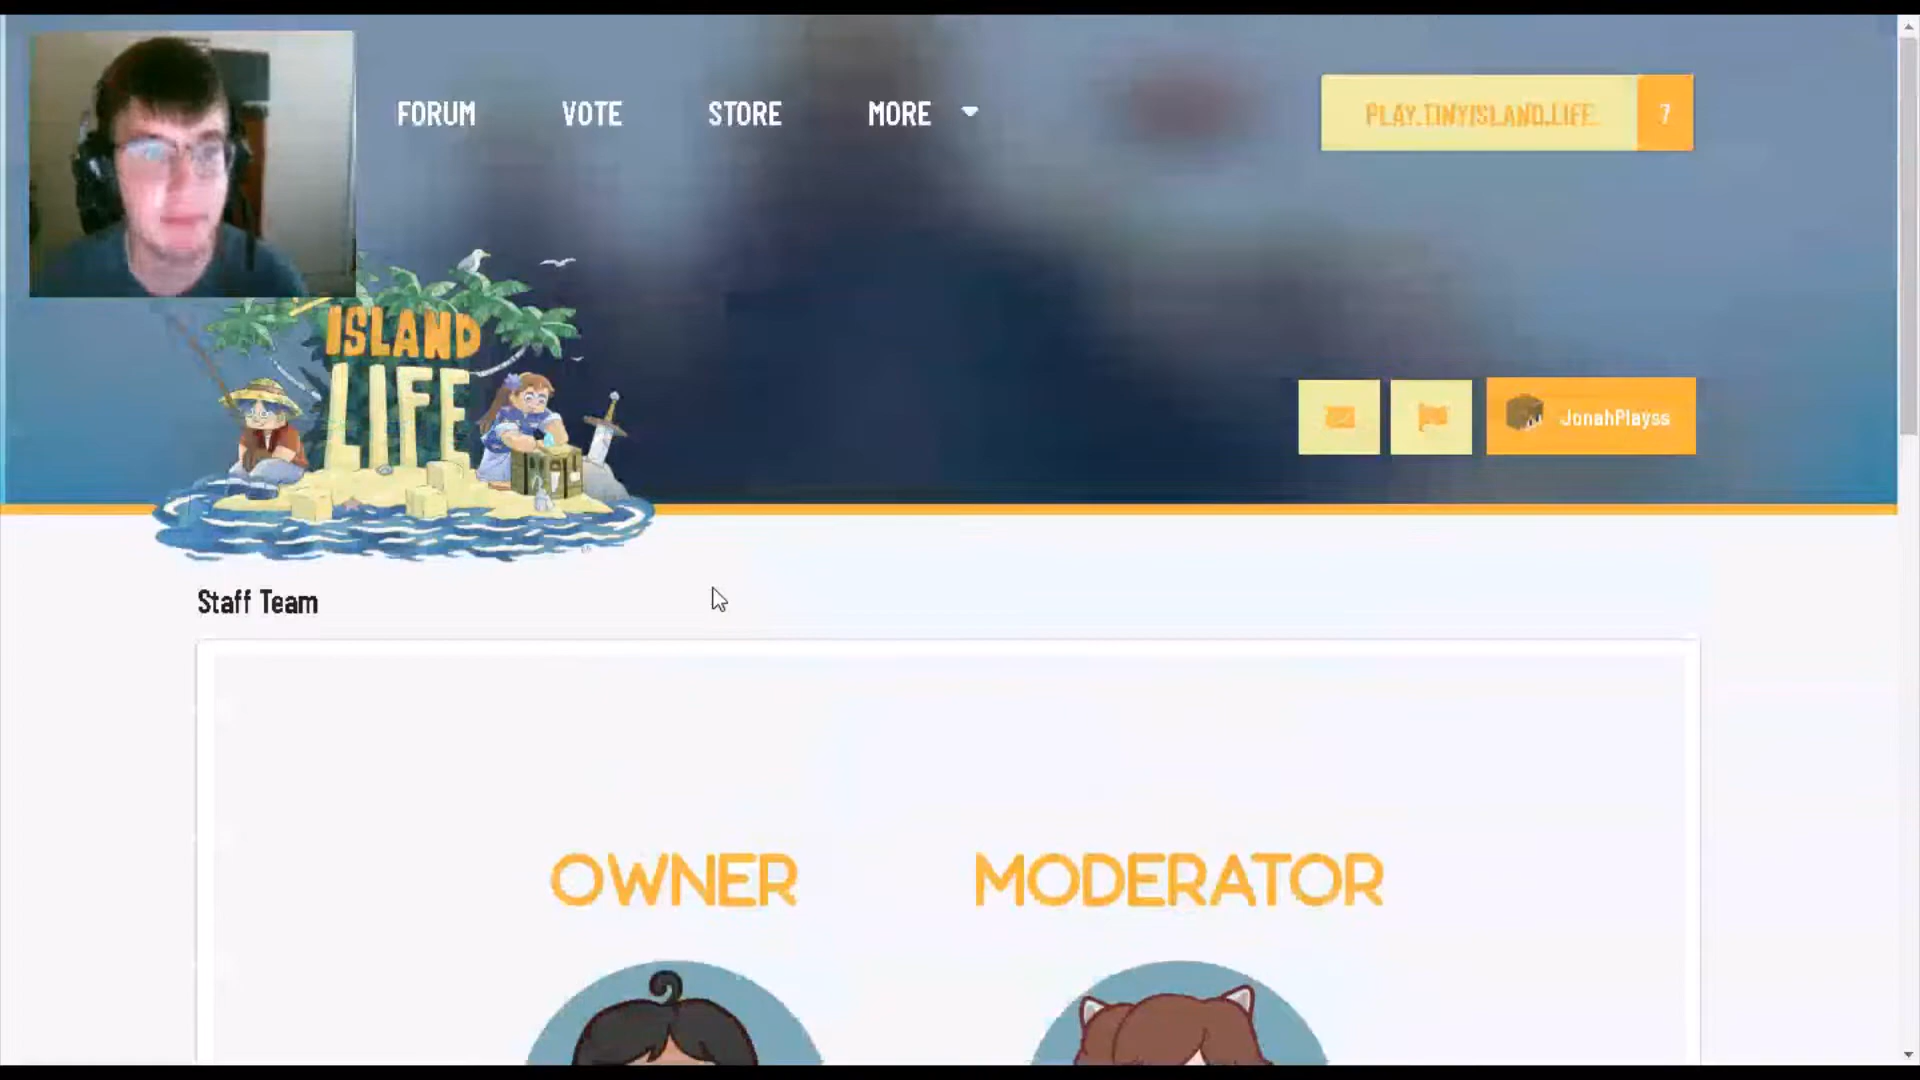 FORUM VOTE STORE MORE
PLAY.TINYISLAND.LIFE 7
ISLAND
LIFE
JonahPlayss
Staff Team
OWNER MODERATOR